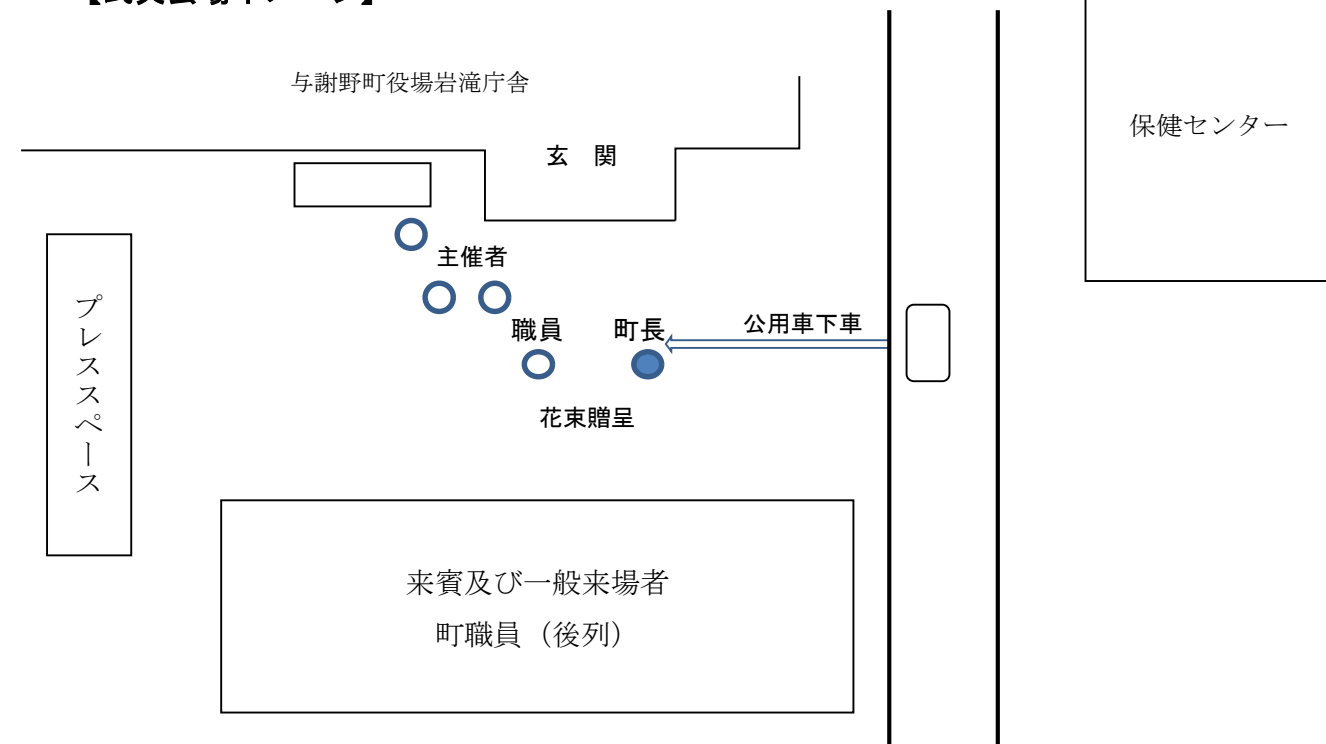 与謝野町役場岩滝庁舎
保健センター
玄　関
主催者
プレススペース
職員
町長
公用車下車
花束贈呈
来賓及び一般来場者
町職員（後列）